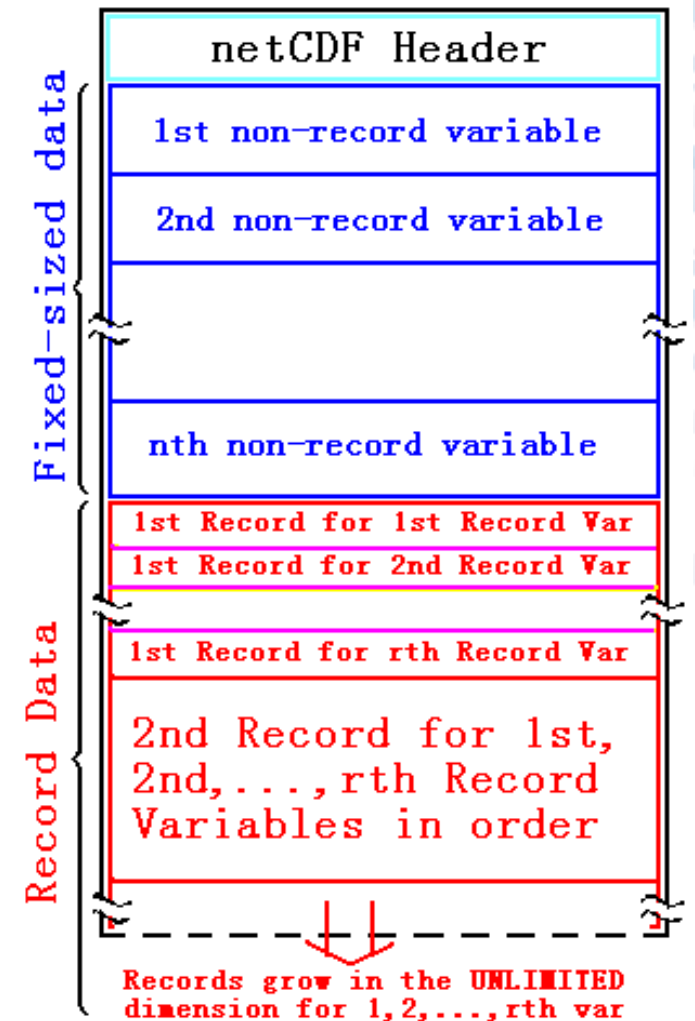 netCDF Header
Fixed-sized data
1st non-record variable
2nd non-record variable
nth non-record variable
Record Data
1st Record for 1st Record Var
1st Record for 2nd Record Var
1st Record for rth Record Var
2nd Record for 1st,
2nd,...,rth Record
Variables in order
Records grow in the UNLIMITED
dimension for 1,2,...,rth var